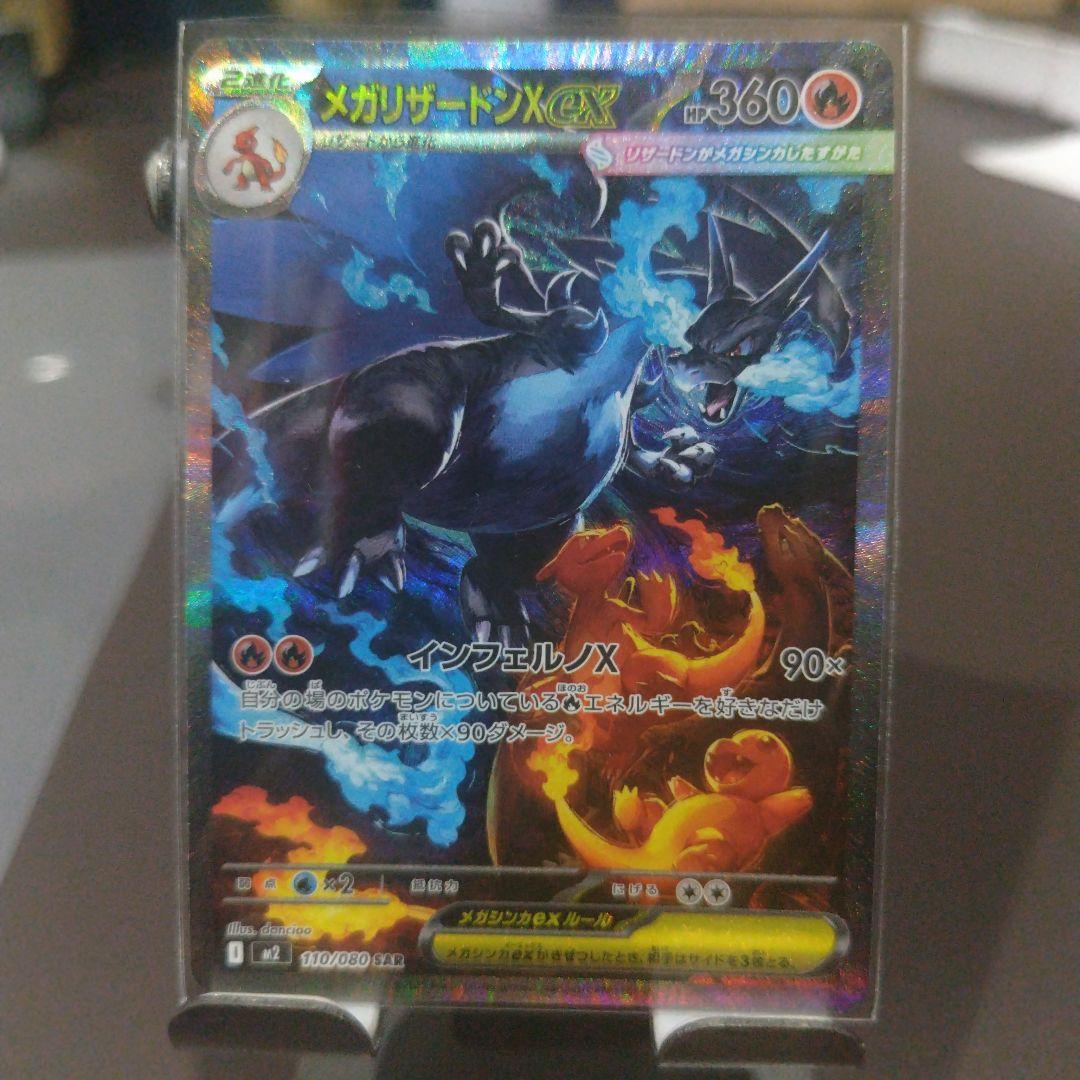 2進化
メガリザードンXex
HP360
リザードから進化
リザードンがメガシンカしたすがた
インフェルノX 90×
自分の場のポケモンについているエネルギーを好きなだけ
トラッシュし、その枚数×90ダメージ。
弱点 ×2 抵抗力 にげる
メガシンカexルール
メガシンカexがきぜつしたとき、相手はサイドを3枚とる。
Illus. danciao
M2 110/080 SAR